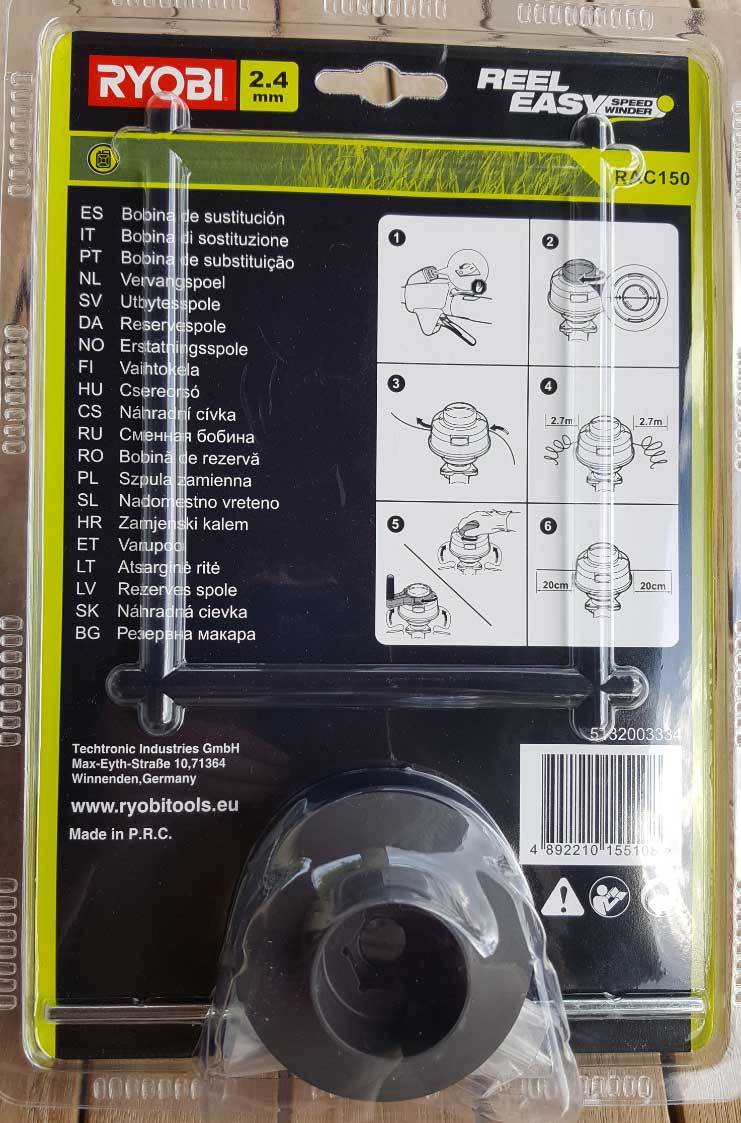 RYOBI
2.4
mm
REEL
EASY SPEED WINDER
RAC150
ES Bobina de sustitución
IT Bobina di sostituzione
PT Bobina de substituição
NL Vervangspoel
SV Utbytesspole
DA Reservespole
NO Erstatningsspole
FI Vaihtokela
HU Csereorsó
CS Náhradní cívka
RU Сменная бобина
RO Bobină de rezervă
PL Szpula zamienna
SL Nadomestno vreteno
HR Zamjenski kalem
ET Varupool
LT Atsarginė ritė
LV Rezerves spole
SK Náhradná cievka
BG Резервна макара
1
2
3
4
2.7m
2.7m
5
6
20cm
20cm
Techtronic Industries GmbH
Max-Eyth-Straße 10,71364
Winnenden,Germany
www.ryobitools.eu
Made in P.R.C.
5132003334
4 892210 15510